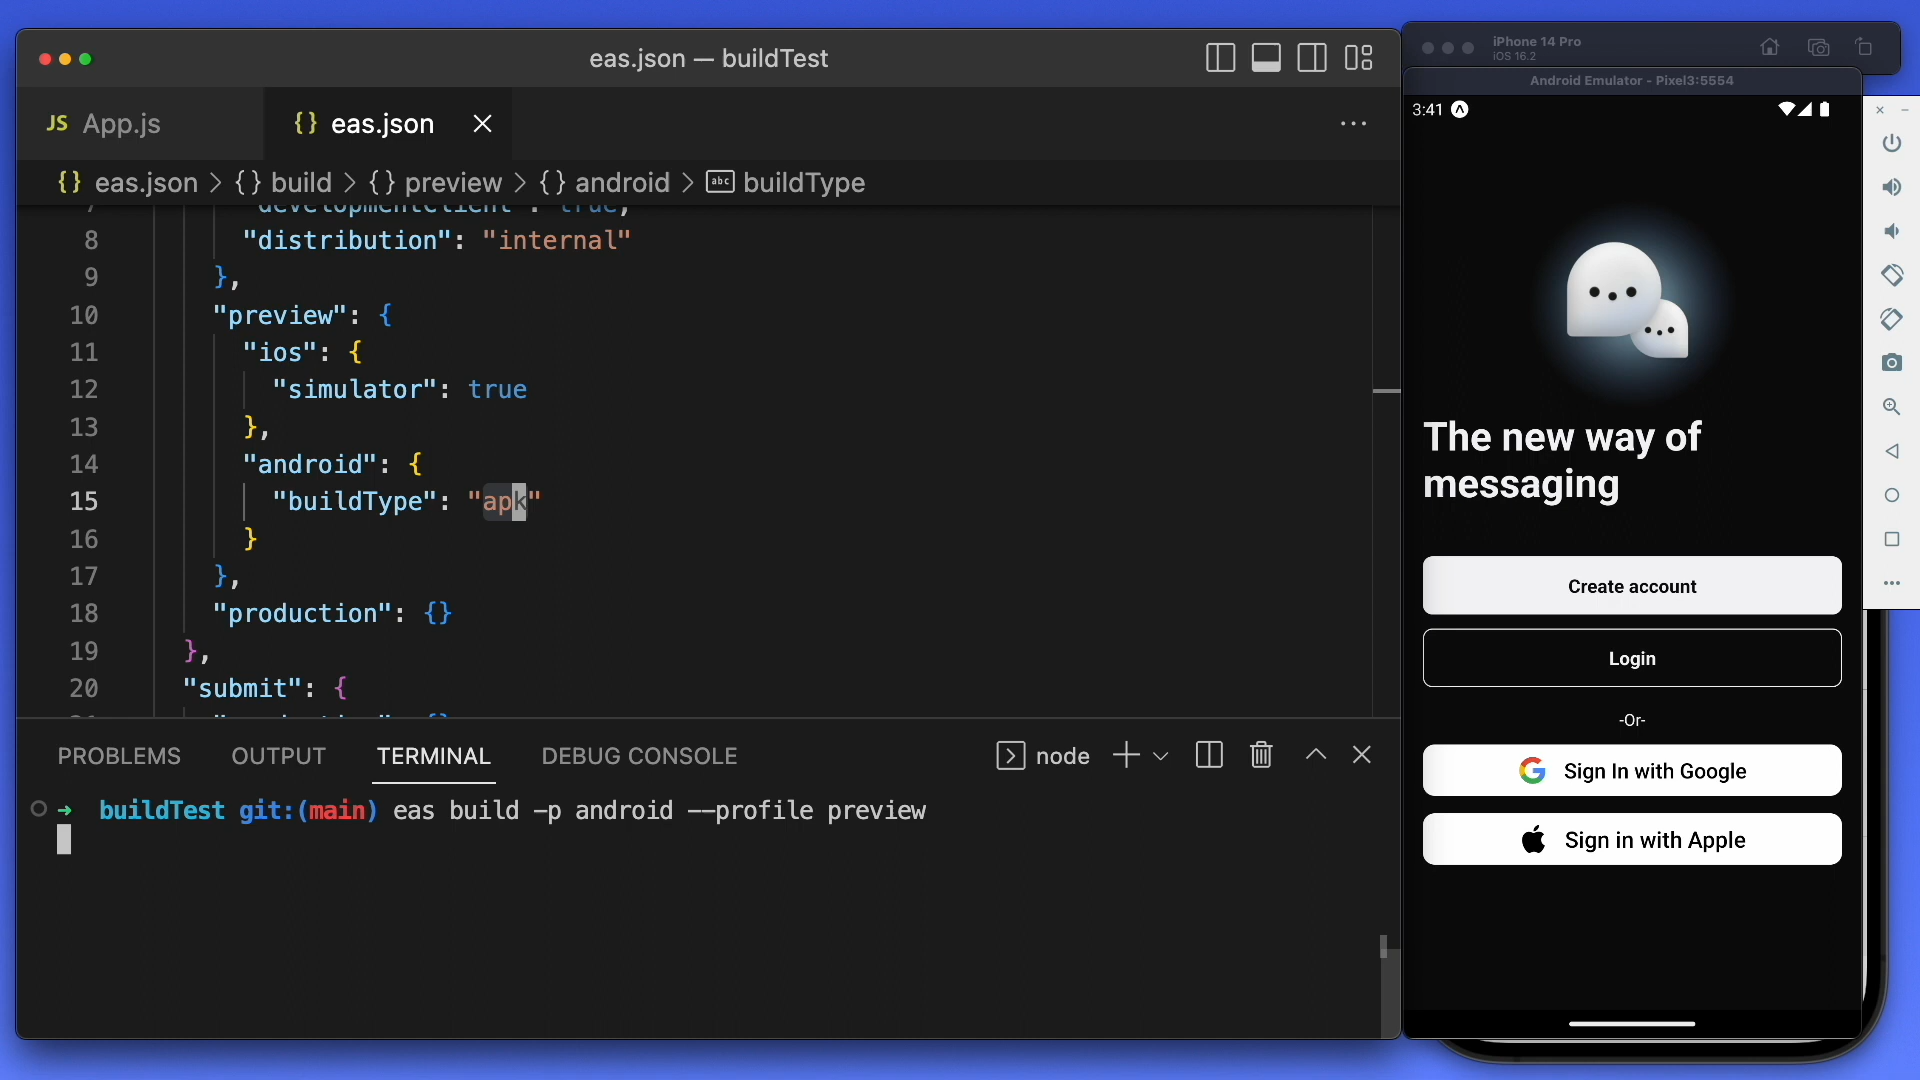 eas.json — buildTest
JS App.js
{} eas.json
{} eas.json > {} build > {} preview > {} android > abc buildType
7 "developmentClient": true,
8 "distribution": "internal"
9 },
10 "preview": {
11 "ios": {
12 "simulator": true
13 },
14 "android": {
15 "buildType": "apk"
16 }
17 },
18 "production": {}
19 },
20 "submit": {
PROBLEMS OUTPUT TERMINAL DEBUG CONSOLE
node
➜ buildTest git:(main) eas build -p android --profile preview
iPhone 14 Pro
iOS 16.2
Android Emulator - Pixel3:5554
3:41
The new way of
messaging
Create account
Login
-Or-
Sign In with Google
Sign in with Apple